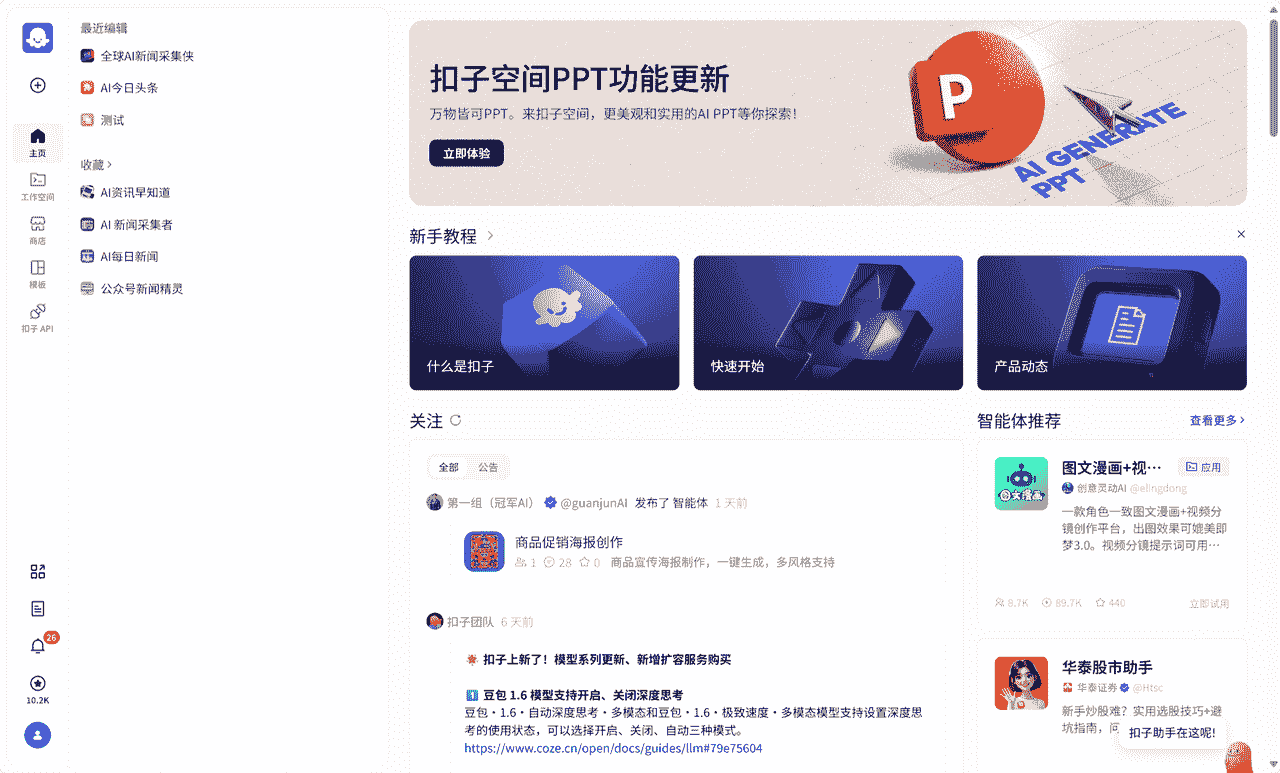 最近编辑
全球AI新闻采集侠
AI今日头条
测试
收藏
AI资讯早知道
AI 新闻采集者
AI每日新闻
公众号新闻精灵
主页
工作空间
商店
模板
扣子 API
26
10.2K
扣子空间PPT功能更新
万物皆可PPT。来扣子空间，更美观和实用的AI PPT等你探索！
立即体验
P
AI GENERATE
PPT
新手教程
什么是扣子
快速开始
产品动态
关注
全部 公告
第一组（冠军AI） @guanjunAI 发布了 智能体 1 天前
商品促销海报创作
1 28 0 商品宣传海报制作，一键生成，多风格支持
扣子团队 6 天前
扣子上新了！模型系列更新、新增扩容服务购买
豆包 1.6 模型支持开启、关闭深度思考
豆包・1.6・自动深度思考・多模态和豆包・1.6・极致速度・多模态模型支持设置深度思
考的使用状态，可以选择开启、关闭、自动三种模式。
https://www.coze.cn/open/docs/guides/llm#79e75604
智能体推荐
查看更多
图文漫画
图文漫画+视⋯ 应用
创意灵动AI @elingdong
一款角色一致图文漫画+视频分
镜创作平台，出图效果可媲美即
梦3.0。视频分镜提示词可用⋯
8.7K 89.7K 440 立即试用
华泰股市助手
华泰证券 @Htsc
新手炒股难？实用选股技巧+避
坑指南，问
扣子助手在这呢!